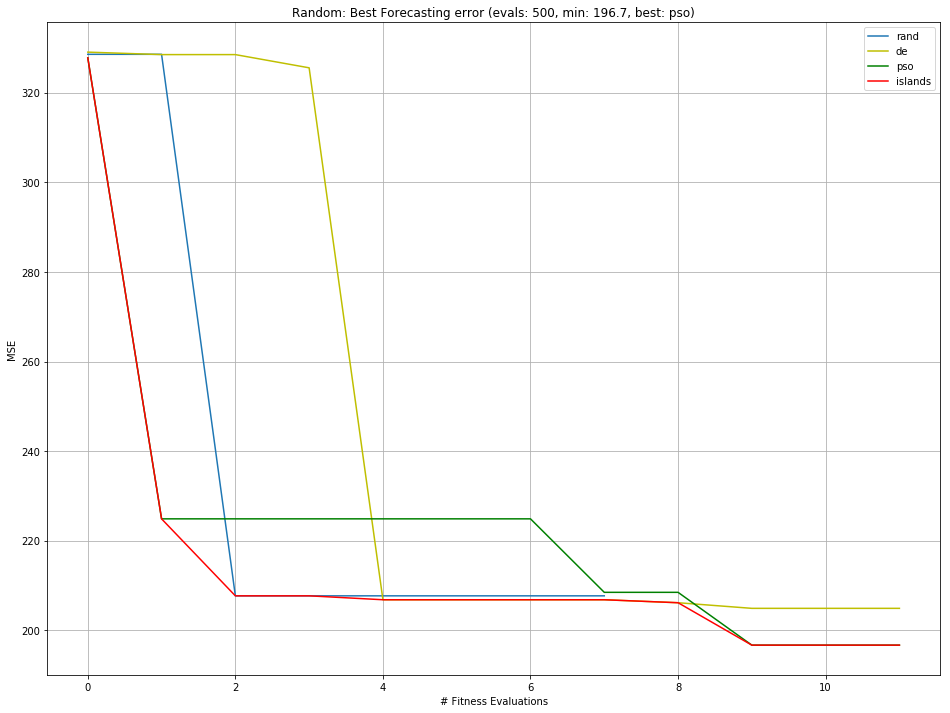 Random: Best Forecasting error (evals: 500, min: 196.7, best: pso)
rand
de
pso
islands
320
300
280
260
240
220
200
MSE
0 2 4 6 8 10
# Fitness Evaluations